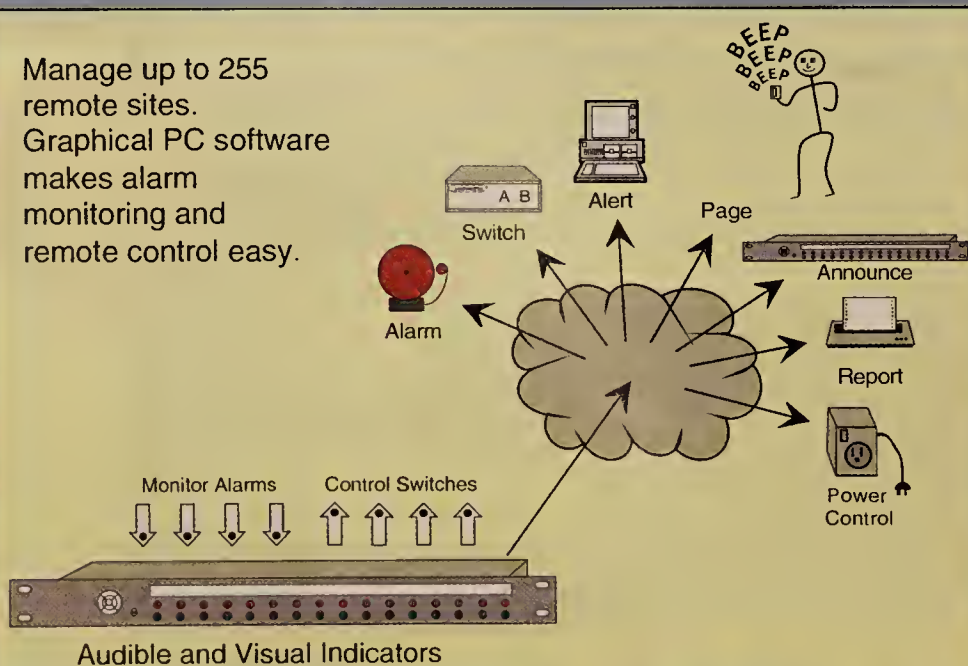 Manage up to 255
remote sites.
Graphical PC software
makes alarm
monitoring and
remote control easy.
BEEP
BEEP
BEEP
A B
Switch
Alert
Page
Announce
Alarm
Report
Power
Control
Monitor Alarms
Control Switches
Audible and Visual Indicators